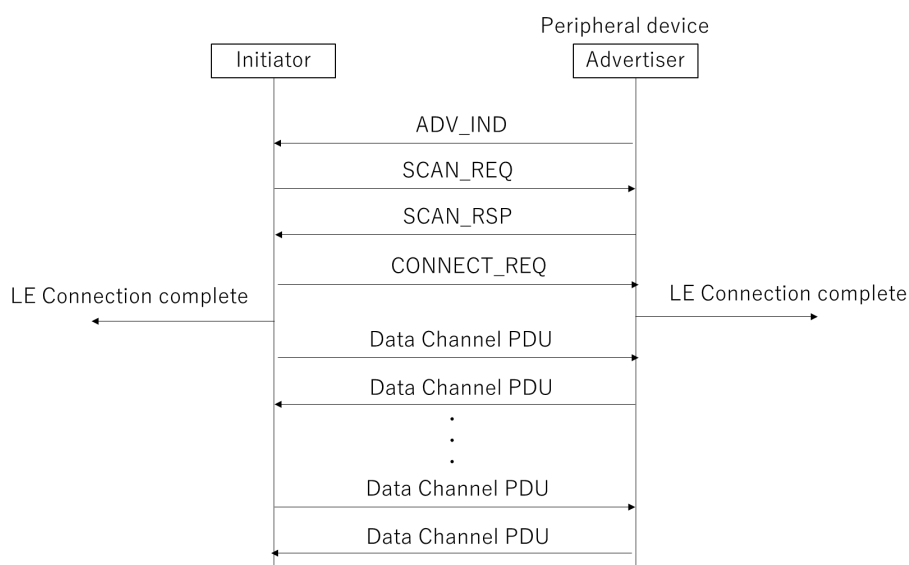 Peripheral device
Initiator
Advertiser
ADV_IND
SCAN_REQ
SCAN_RSP
CONNECT_REQ
LE Connection complete
LE Connection complete
Data Channel PDU
Data Channel PDU
Data Channel PDU
Data Channel PDU